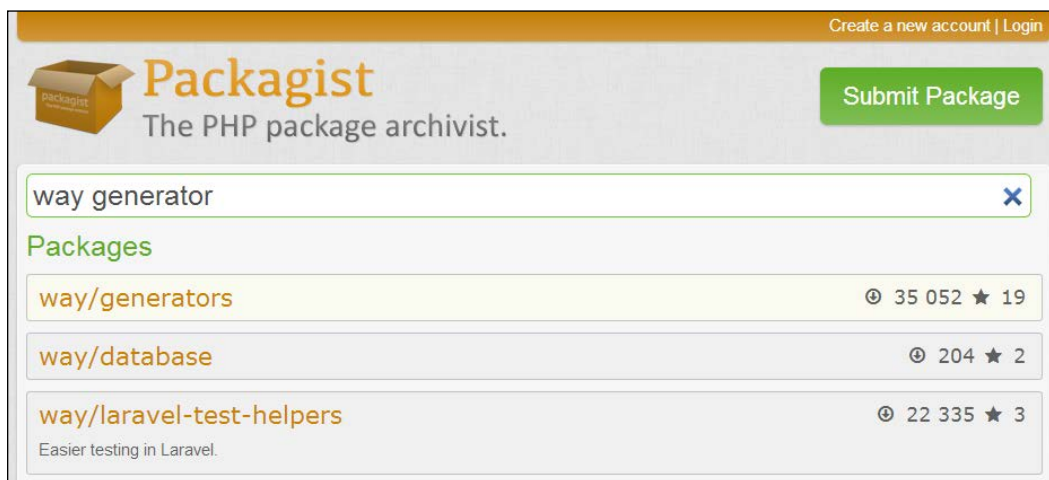 Create a new account | Login
packagist
Packagist
The PHP package archivist.
Submit Package
way generator
Packages
way/generators 35 052 ★ 19
way/database 204 ★ 2
way/laravel-test-helpers 22 335 ★ 3
Easier testing in Laravel.